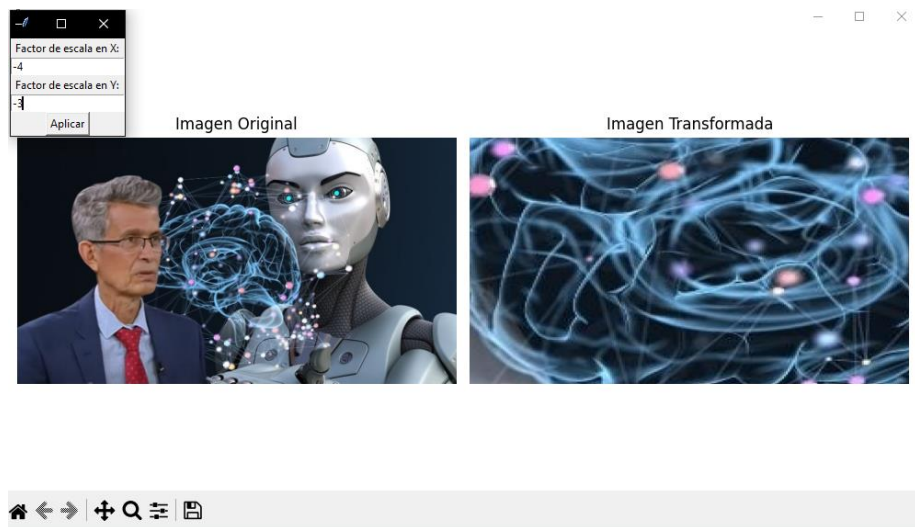 Factor de escala en X:
-4
Factor de escala en Y:
-3
Aplicar
Imagen Original
Imagen Transformada